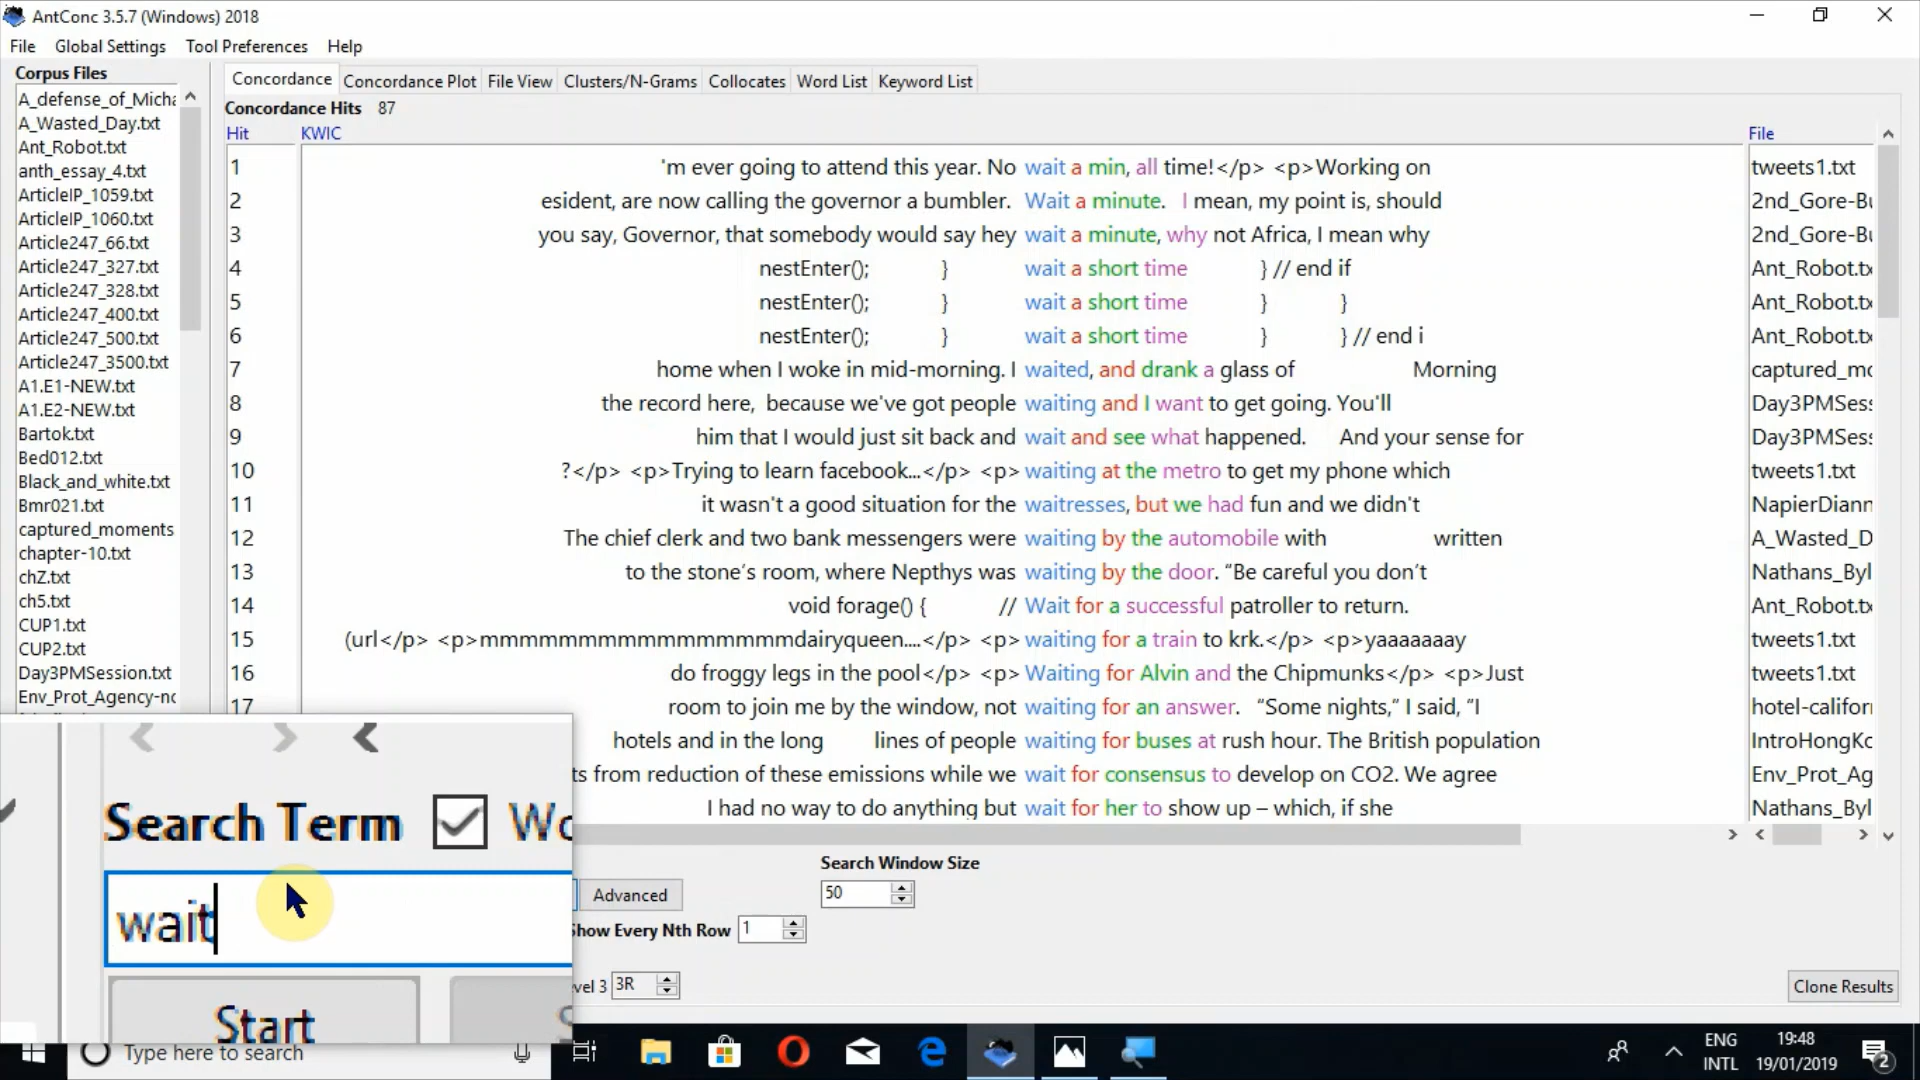 AntConc 3.5.7 (Windows) 2018
File Global Settings Tool Preferences Help
Corpus Files
A_defense_of_Micha
A_Wasted_Day.txt
Ant_Robot.txt
anth_essay_4.txt
ArticleIP_1059.txt
ArticleIP_1060.txt
Article247_66.txt
Article247_327.txt
Article247_328.txt
Article247_400.txt
Article247_500.txt
Article247_3500.txt
A1.E1-NEW.txt
A1.E2-NEW.txt
Bartok.txt
Bed012.txt
Black_and_white.txt
Bmr021.txt
captured_moments
chapter-10.txt
chZ.txt
ch5.txt
CUP1.txt
CUP2.txt
Day3PMSession.txt
Env_Prot_Agency-nc
Concordance Concordance Plot File View Clusters/N-Grams Collocates Word List Keyword List
Concordance Hits 87
Hit KWIC File
1 'm ever going to attend this year. No wait a min, all time!</p> <p>Working on tweets1.txt
2 esident, are now calling the governor a bumbler. Wait a minute. I mean, my point is, should 2nd_Gore-Bu
3 you say, Governor, that somebody would say hey wait a minute, why not Africa, I mean why 2nd_Gore-Bu
4 nestEnter(); } wait a short time } // end if Ant_Robot.tx
5 nestEnter(); } wait a short time } } Ant_Robot.tx
6 nestEnter(); } wait a short time } } // end i Ant_Robot.tx
7 home when I woke in mid-morning. I waited, and drank a glass of Morning captured_mo
8 the record here, because we've got people waiting and I want to get going. You'll Day3PMSess
9 him that I would just sit back and wait and see what happened. And your sense for Day3PMSess
10 ?</p> <p>Trying to learn facebook...</p> <p> waiting at the metro to get my phone which tweets1.txt
11 it wasn't a good situation for the waitresses, but we had fun and we didn't NapierDiann
12 The chief clerk and two bank messengers were waiting by the automobile with written A_Wasted_D
13 to the stone’s room, where Nepthys was waiting by the door. “Be careful you don’t Nathans_Byl
14 void forage() { // Wait for a successful patroller to return. Ant_Robot.tx
15 (url</p> <p>mmmmmmmmmmmmmmmmmdairyqueen....</p> <p> waiting for a train to krk.</p> <p>yaaaaaaay tweets1.txt
16 do froggy legs in the pool</p> <p> Waiting for Alvin and the Chipmunks</p> <p>Just tweets1.txt
17 room to join me by the window, not waiting for an answer. “Some nights,” I said, “I hotel-califorr
hotels and in the long lines of people waiting for buses at rush hour. The British population IntroHongKc
ts from reduction of these emissions while we wait for consensus to develop on CO2. We agree Env_Prot_Ag
I had no way to do anything but wait for her to show up – which, if she Nathans_Byl
Search Term Wo
wait
Start
Advanced
Search Window Size
50
Show Every Nth Row 1
vel 3 3R
Clone Results
Type here to search
ENG
INTL
19:48
19/01/2019
2